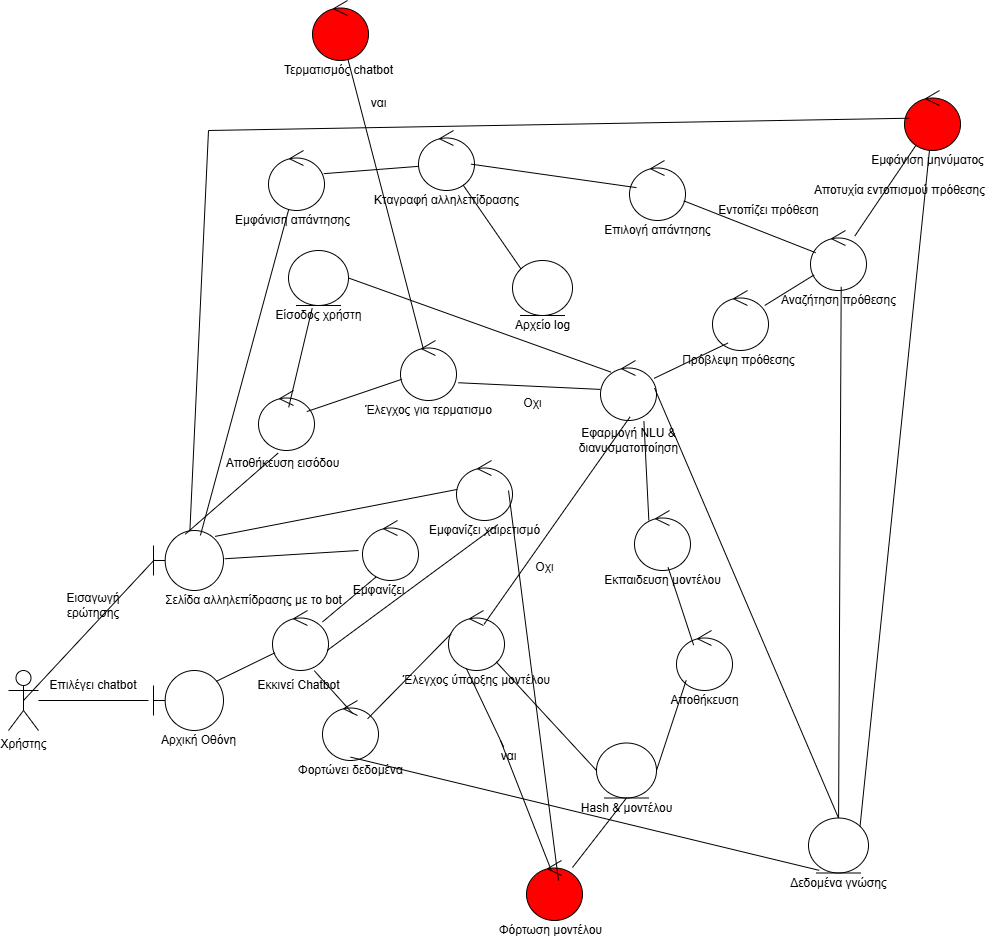 Τερματισμός chatbot
ναι
Εμφάνιση μηνύματος
Αποτυχία εντοπισμού πρόθεσης
Κταγραφή αλληλεπίδρασης
Εμφάνιση απάντησης
Εντοπίζει πρόθεση
Επιλογή απάντησης
Αναζήτηση πρόθεσης
Είσοδος χρήστη
Αρχείο log
Πρόβλεψη πρόθεσης
Έλεγχος για τερματισμο
Οχι
Εφαρμογή NLU &
διανυσματοποίηση
Αποθήκευση εισόδου
Εμφανίζει χαιρετισμό
Οχι
Εκπαιδευση μοντέλου
Εμφανίζει
Εισαγωγή
ερώτησης
Σελίδα αλληλεπίδρασης με το bot
Επιλέγει chatbot
Εκκινεί Chatbot
Έλεγχος ύπαρξης μοντέλου
Αποθήκευση
Χρήστης
Αρχική Οθόνη
ναι
Φορτώνει δεδομένα
Hash & μοντέλου
Δεδομένα γνώσης
Φόρτωση μοντέλου